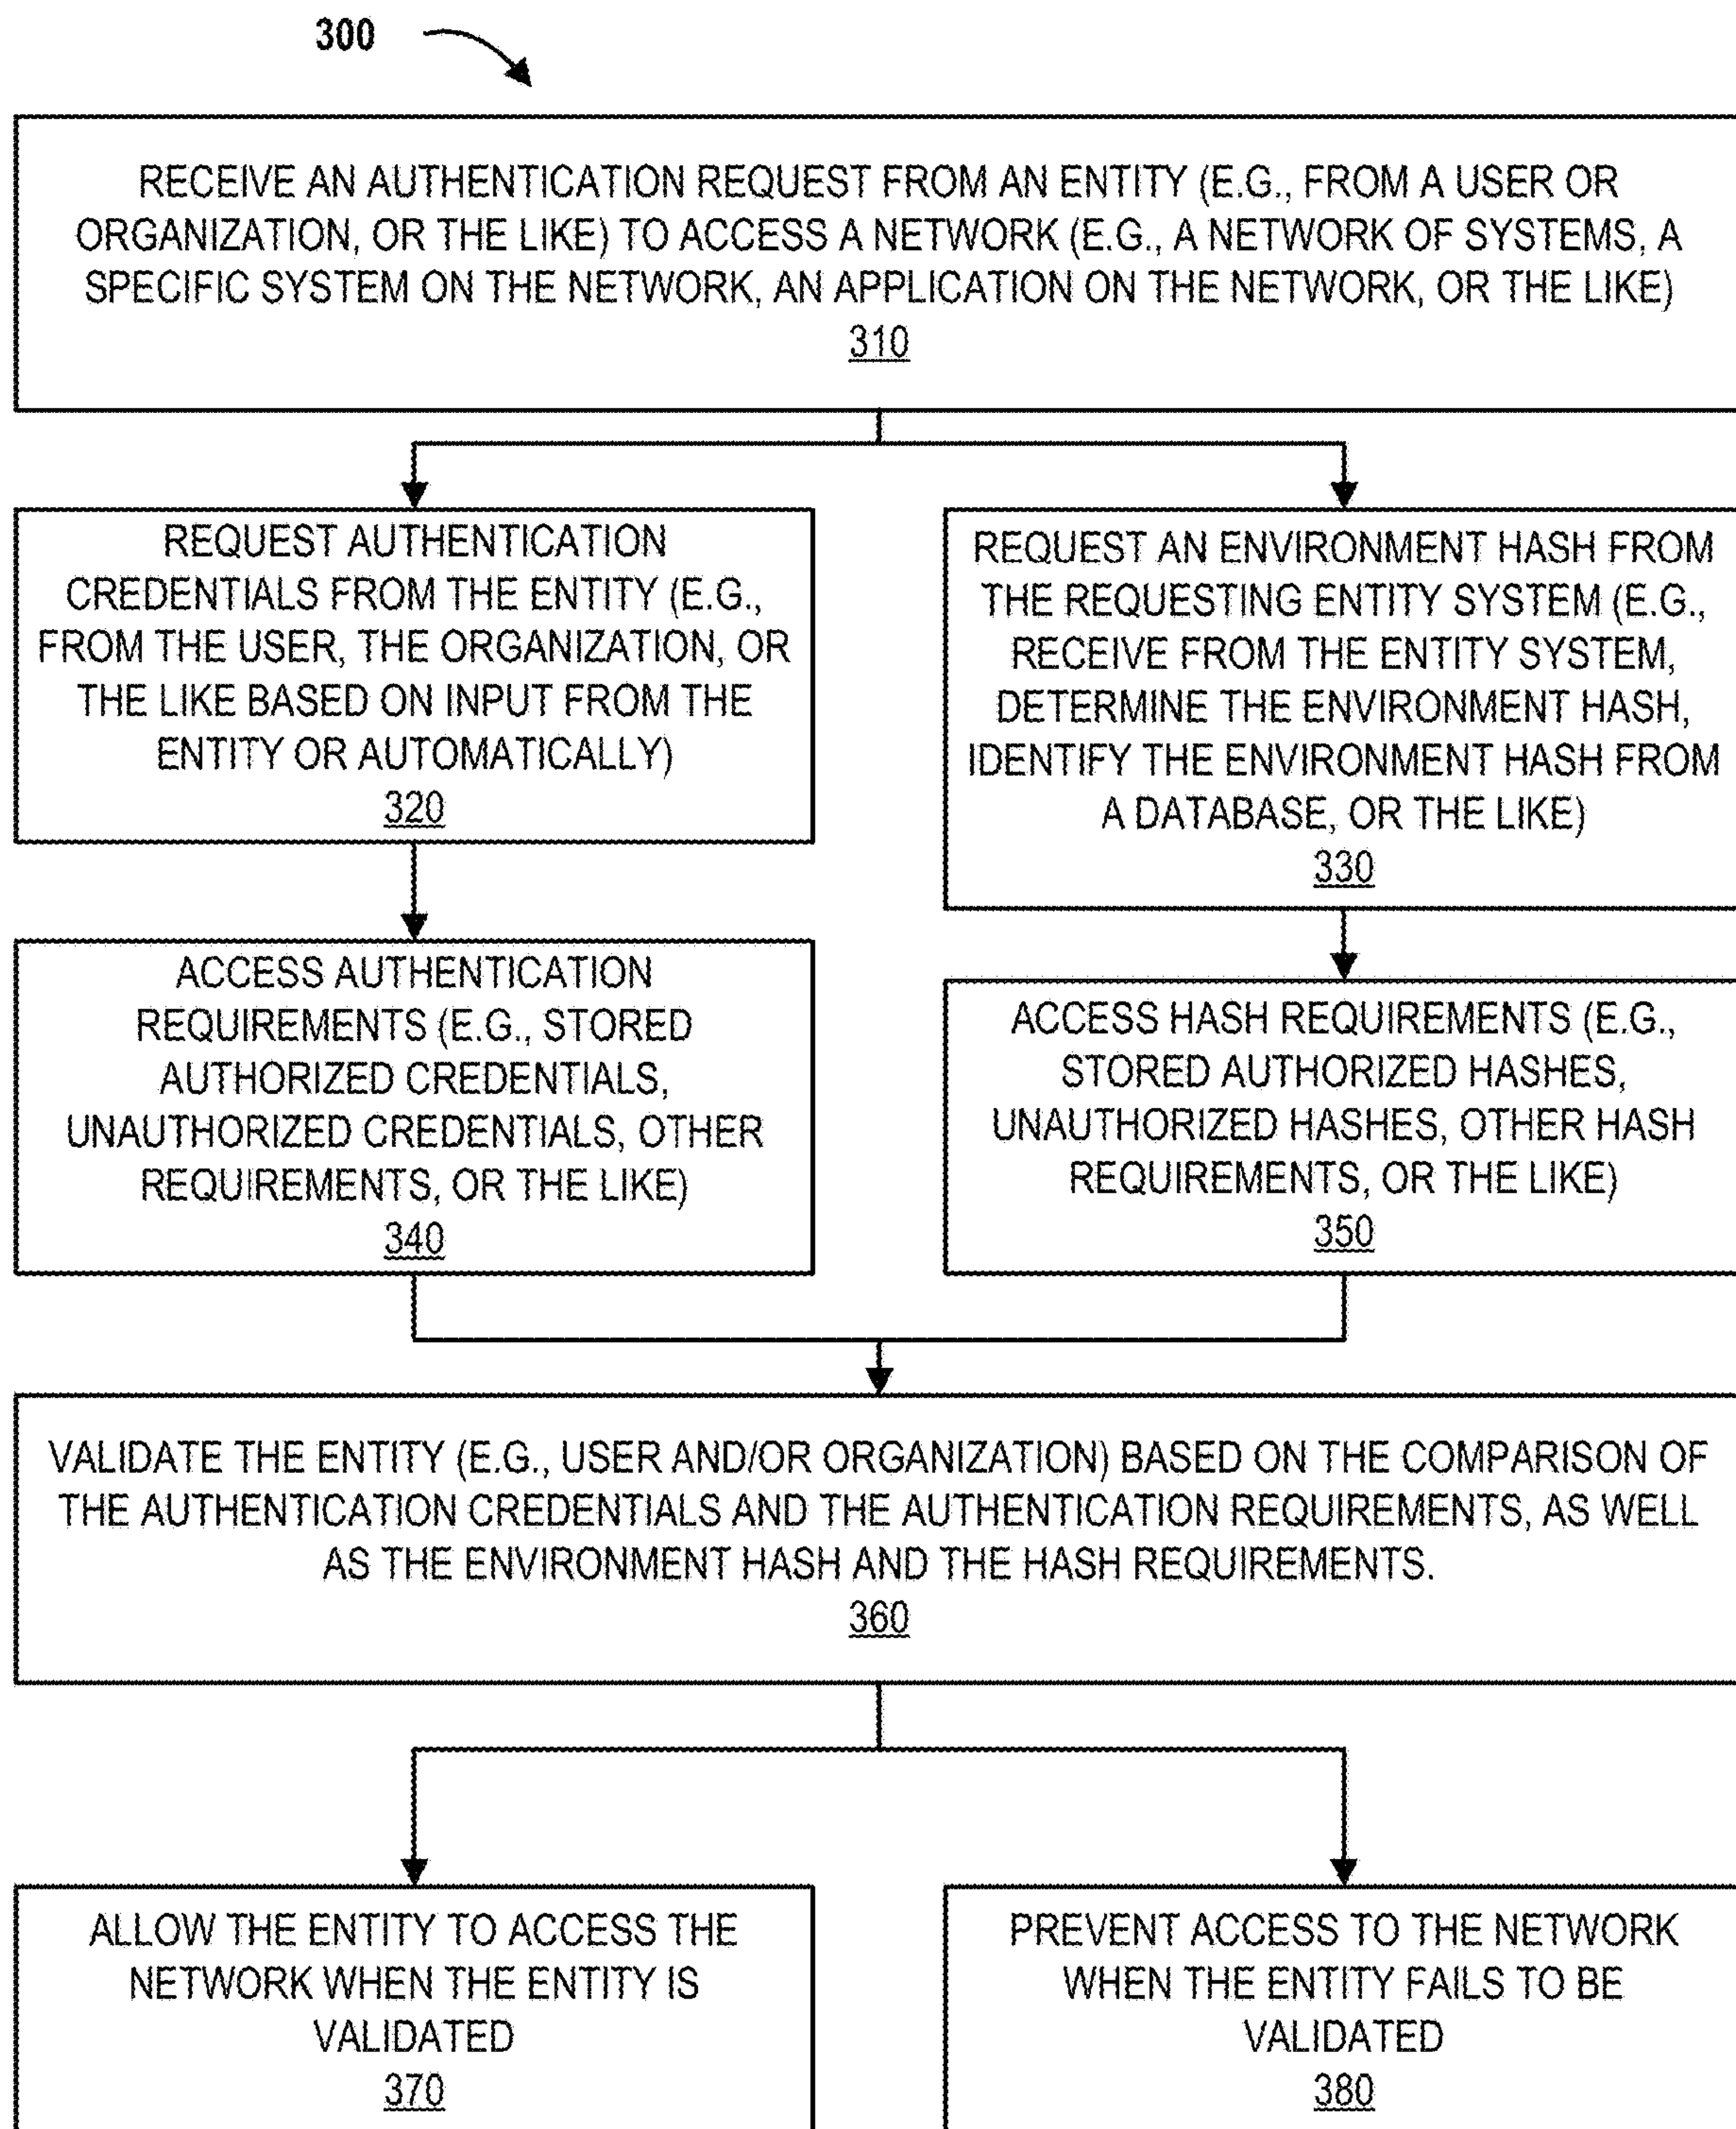 300
RECEIVE AN AUTHENTICATION REQUEST FROM AN ENTITY (E.G., FROM A USER OR
ORGANIZATION, OR THE LIKE) TO ACCESS A NETWORK (E.G., A NETWORK OF SYSTEMS, A
SPECIFIC SYSTEM ON THE NETWORK, AN APPLICATION ON THE NETWORK, OR THE LIKE)
310
REQUEST AUTHENTICATION
CREDENTIALS FROM THE ENTITY (E.G.,
FROM THE USER, THE ORGANIZATION, OR
THE LIKE BASED ON INPUT FROM THE
ENTITY OR AUTOMATICALLY)
320
REQUEST AN ENVIRONMENT HASH FROM
THE REQUESTING ENTITY SYSTEM (E.G.,
RECEIVE FROM THE ENTITY SYSTEM,
DETERMINE THE ENVIRONMENT HASH,
IDENTIFY THE ENVIRONMENT HASH FROM
A DATABASE, OR THE LIKE)
330
ACCESS AUTHENTICATION
REQUIREMENTS (E.G., STORED
AUTHORIZED CREDENTIALS,
UNAUTHORIZED CREDENTIALS, OTHER
REQUIREMENTS, OR THE LIKE)
340
ACCESS HASH REQUIREMENTS (E.G.,
STORED AUTHORIZED HASHES,
UNAUTHORIZED HASHES, OTHER HASH
REQUIREMENTS, OR THE LIKE)
350
VALIDATE THE ENTITY (E.G., USER AND/OR ORGANIZATION) BASED ON THE COMPARISON OF
THE AUTHENTICATION CREDENTIALS AND THE AUTHENTICATION REQUIREMENTS, AS WELL
AS THE ENVIRONMENT HASH AND THE HASH REQUIREMENTS.
360
ALLOW THE ENTITY TO ACCESS THE
NETWORK WHEN THE ENTITY IS
VALIDATED
370
PREVENT ACCESS TO THE NETWORK
WHEN THE ENTITY FAILS TO BE
VALIDATED
380